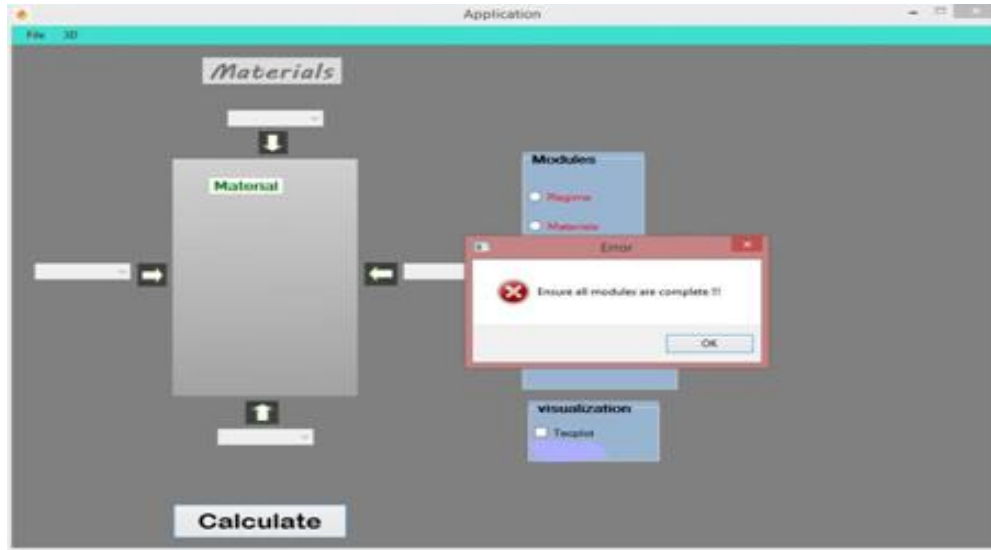 Application
File 3D
Materials
Material
Modules
Regime
Materials
Error
Ensure all modules are complete !!!
OK
visualization
Tecplot
Calculate